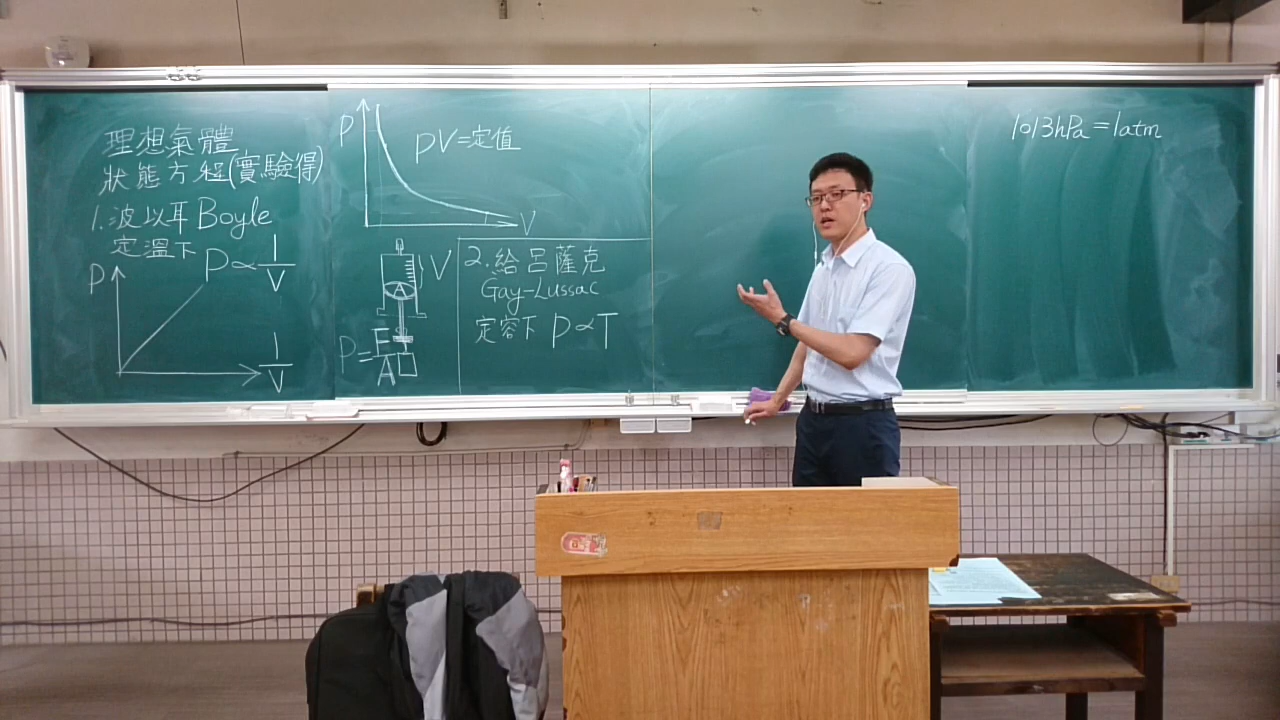 理想氣體
狀態方程(實驗得)
1.波以耳 Boyle
定溫下 P∝1/V
P
1/V
P
PV=定值
V
V
A
P=F/A
2.給呂薩克
Gay-Lussac
定容下 P∝T
1013hPa=1atm